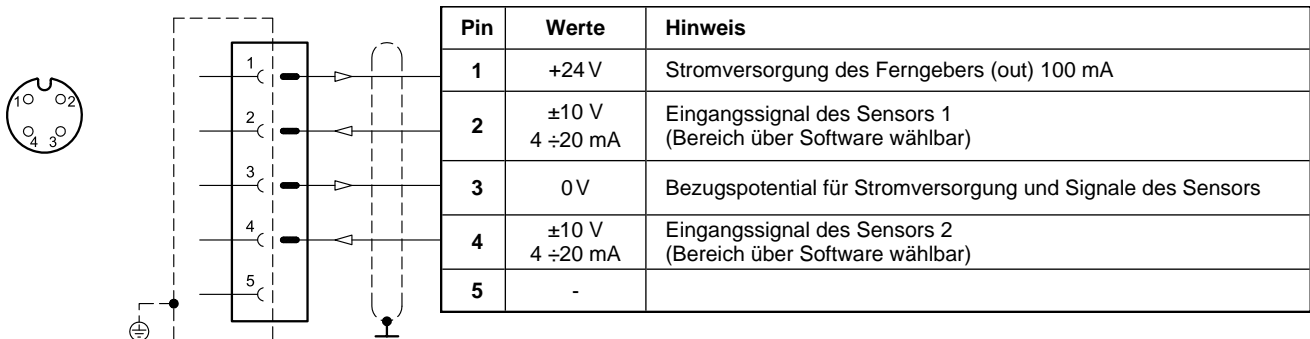 1 2
4 3
1
2
3
4
5
Pin Werte Hinweis
1 +24 V Stromversorgung des Ferngebers (out) 100 mA
2 ±10 V
4 ÷20 mA Eingangssignal des Sensors 1
(Bereich über Software wählbar)
3 0 V Bezugspotential für Stromversorgung und Signale des Sensors
4 ±10 V
4 ÷20 mA Eingangssignal des Sensors 2
(Bereich über Software wählbar)
5 -